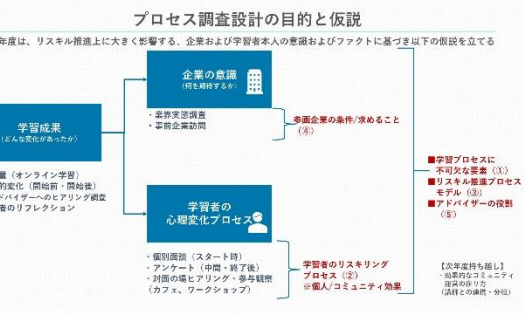 プロセス調査設計の目的と仮説
年度は、リスキル推進上に大きく影響する、企業および学習者本人の意識およびファクトに基づき以下の仮説を立てる
企業の意識
(何を期待するか)
・業界実態調査
・事前企業訪問
参画企業の条件/求めること
(④)
学習成果
(どんな変化があったか)
量（オンライン学習）
的変化（開始前・開始後）
ドバイザーへのヒアリング調査
者のリフレクション
■学習プロセスに
不可欠な要素（①）
■リスキル推進プロセス
モデル（③）
■アドバイザーの役割
(⑤)
学習者の
心理変化プロセス
・個別面談（スタート時）
・アンケート（中間・終了後）
・対面の場ヒアリング・参与観察
（カフェ、ワークショップ）
学習者のリスキリング
プロセス（②）
※個人/コミュニティ効果
【次年度持ち越し】
・効果的なコミュニティ
運営の在り方
（講師との連携・分担）